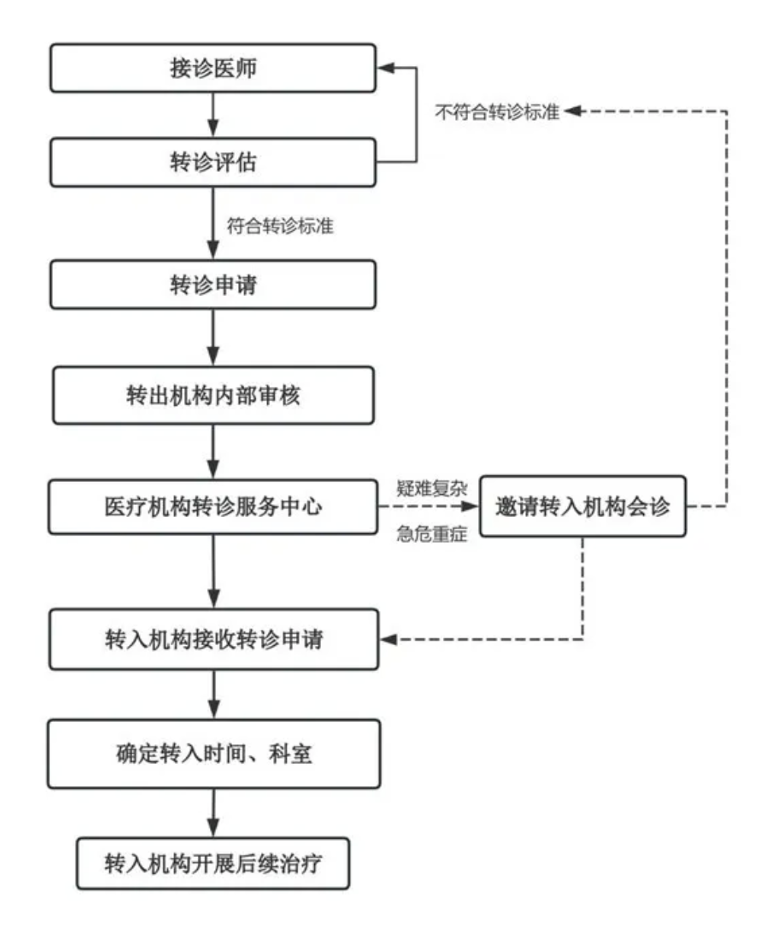 接诊医师
不符合转诊标准
转诊评估
符合转诊标准
转诊申请
转出机构内部审核
医疗机构转诊服务中心
疑难复杂
急危重症
邀请转入机构会诊
转入机构接收转诊申请
确定转入时间、科室
转入机构开展后续治疗